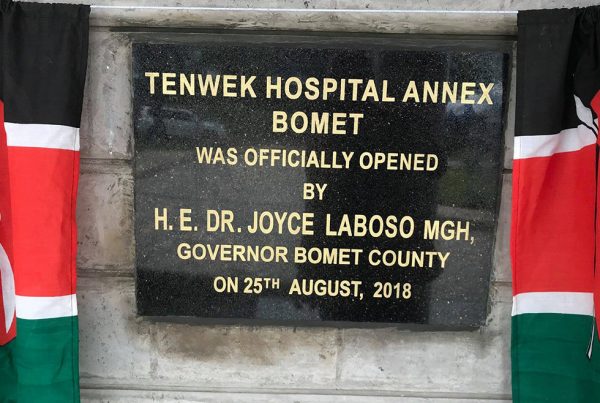 TENWEK HOSPITAL ANNEX
BOMET
WAS OFFICIALLY OPENED
BY
H. E. DR. JOYCE LABOSO MGH,
GOVERNOR BOMET COUNTY
ON 25TH AUGUST, 2018